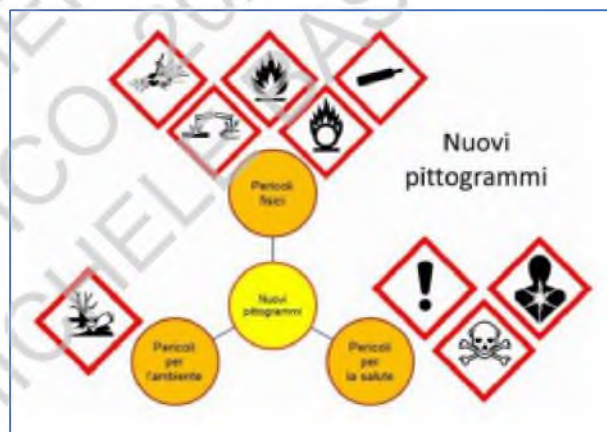 Nuovi
pittogrammi
Pericoli
fisici
Nuovi
pittogrammi
Pericoli
per
l'ambiente
Pericoli
per
la salute